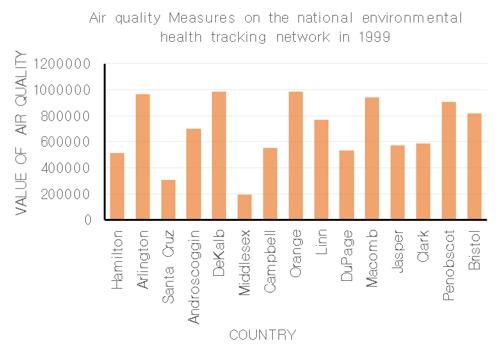 Air quality Measures on the national environmental
health tracking network in 1999
VALUE OF AIR QUALITY
1200000
1000000
800000
600000
400000
200000
0
Hamilton
Arlington
Santa Cruz
Androscoggin
DeKalb
Middlesex
Campbell
Orange
Linn
DuPage
Macomb
Jasper
Clark
Penobscot
Bristol
COUNTRY